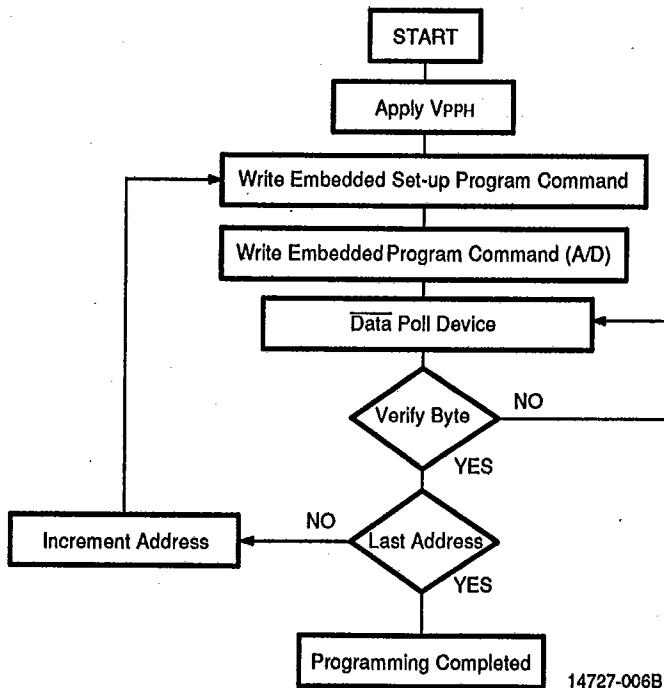 START
Apply VPPH
Write Embedded Set-up Program Command
Write Embedded Program Command (A/D)
Data Poll Device
Verify Byte
NO
YES
Increment Address
NO
Last Address
YES
Programming Completed
14727-006B